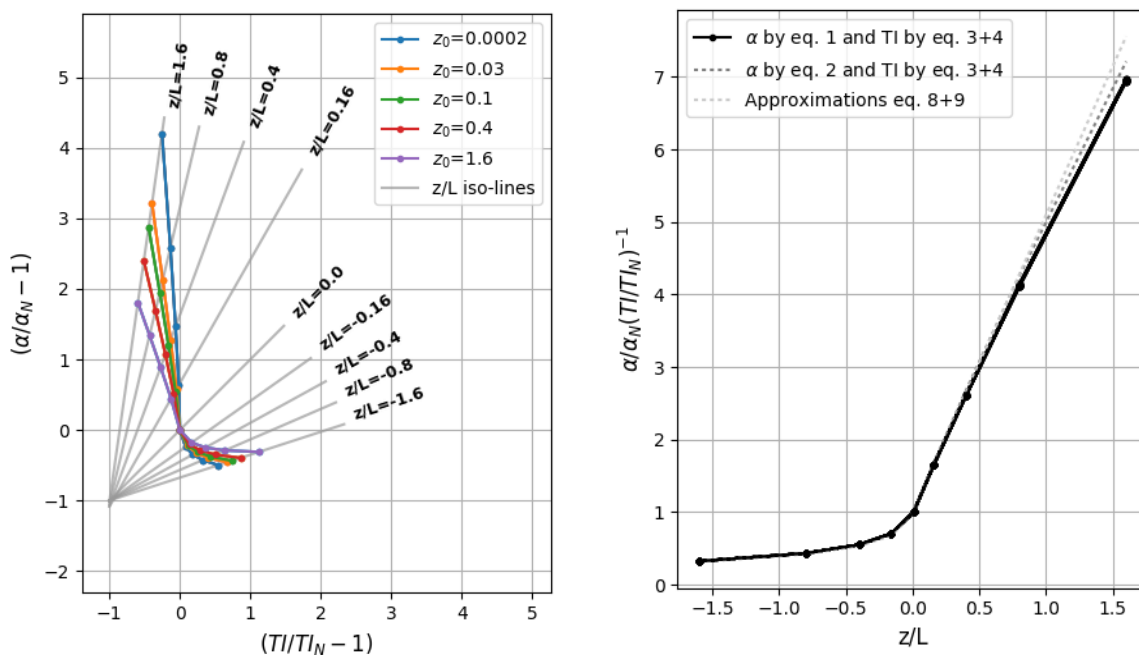 z₀=0.0002
z₀=0.03
z₀=0.1
z₀=0.4
z₀=1.6
z/L iso-lines
z/L=1.6
z/L=0.8
z/L=0.4
z/L=0.16
z/L=0.0
z/L=-0.16
z/L=-0.4
z/L=-0.8
z/L=-1.6
5
4
3
2
1
0
−1
−2
(α/α_N − 1)
−1 0 1 2 3 4 5
(TI/TI_N − 1)
α by eq. 1 and TI by eq. 3+4
α by eq. 2 and TI by eq. 3+4
Approximations eq. 8+9
7
6
5
4
3
2
1
0
α/α_N(TI/TI_N)⁻¹
−1.5 −1.0 −0.5 0.0 0.5 1.0 1.5
z/L